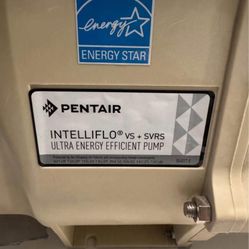 energy
ENERGY STAR
PENTAIR
INTELLIFLO® VS + SVRS
ULTRA ENERGY EFFICIENT PUMP